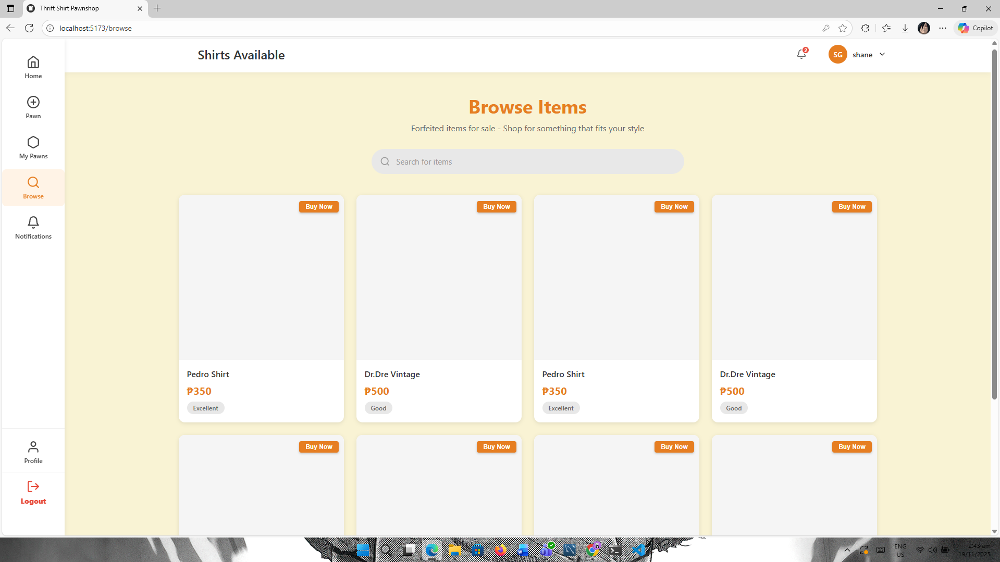 Thrift Shirt Pawnshop
localhost:5173/browse
Copilot
Shirts Available
2
SG
shane
Home
Pawn
My Pawns
Browse
Notifications
Profile
Logout
Browse Items
Forfeited items for sale - Shop for something that fits your style
Search for items
Buy Now
Buy Now
Buy Now
Buy Now
Pedro Shirt
₱350
Excellent
Dr.Dre Vintage
₱500
Good
Pedro Shirt
₱350
Excellent
Dr.Dre Vintage
₱500
Good
Buy Now
Buy Now
Buy Now
Buy Now
ENG
US
2:43 am
19/11/2025